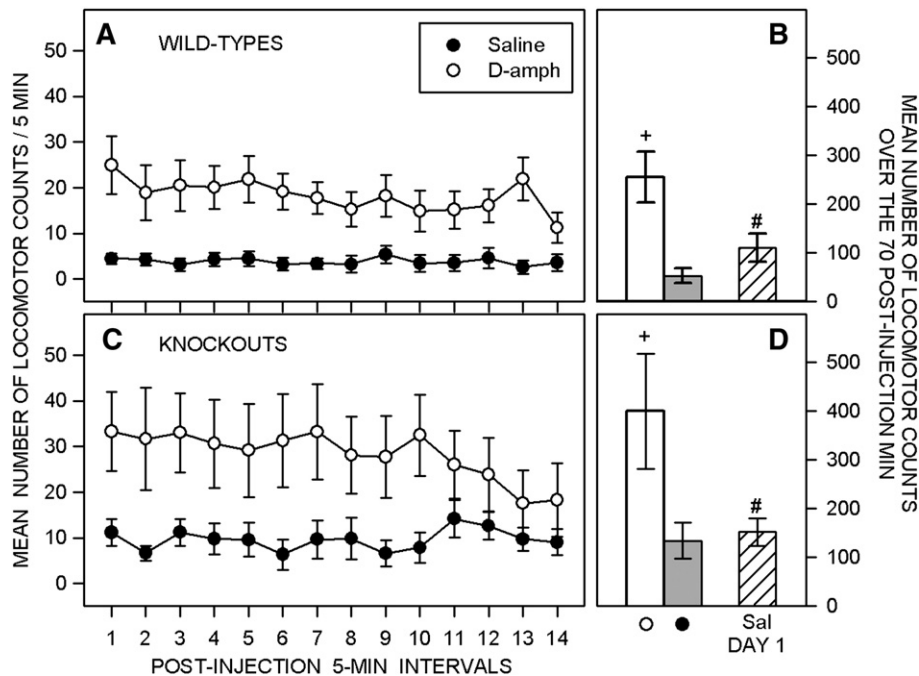 A
WILD-TYPES
Saline
D-amph
B
50
40
30
20
10
0
500
400
300
200
100
0
+
#
C
KNOCKOUTS
D
50
40
30
20
10
0
500
400
300
200
100
0
+
#
1 2 3 4 5 6 7 8 9 10 11 12 13 14
POST-INJECTION 5-MIN INTERVALS
Sal
DAY 1
MEAN NUMBER OF LOCOMOTOR COUNTS / 5 MIN
MEAN NUMBER OF LOCOMOTOR COUNTS
OVER THE 70 POST-INJECTION MIN